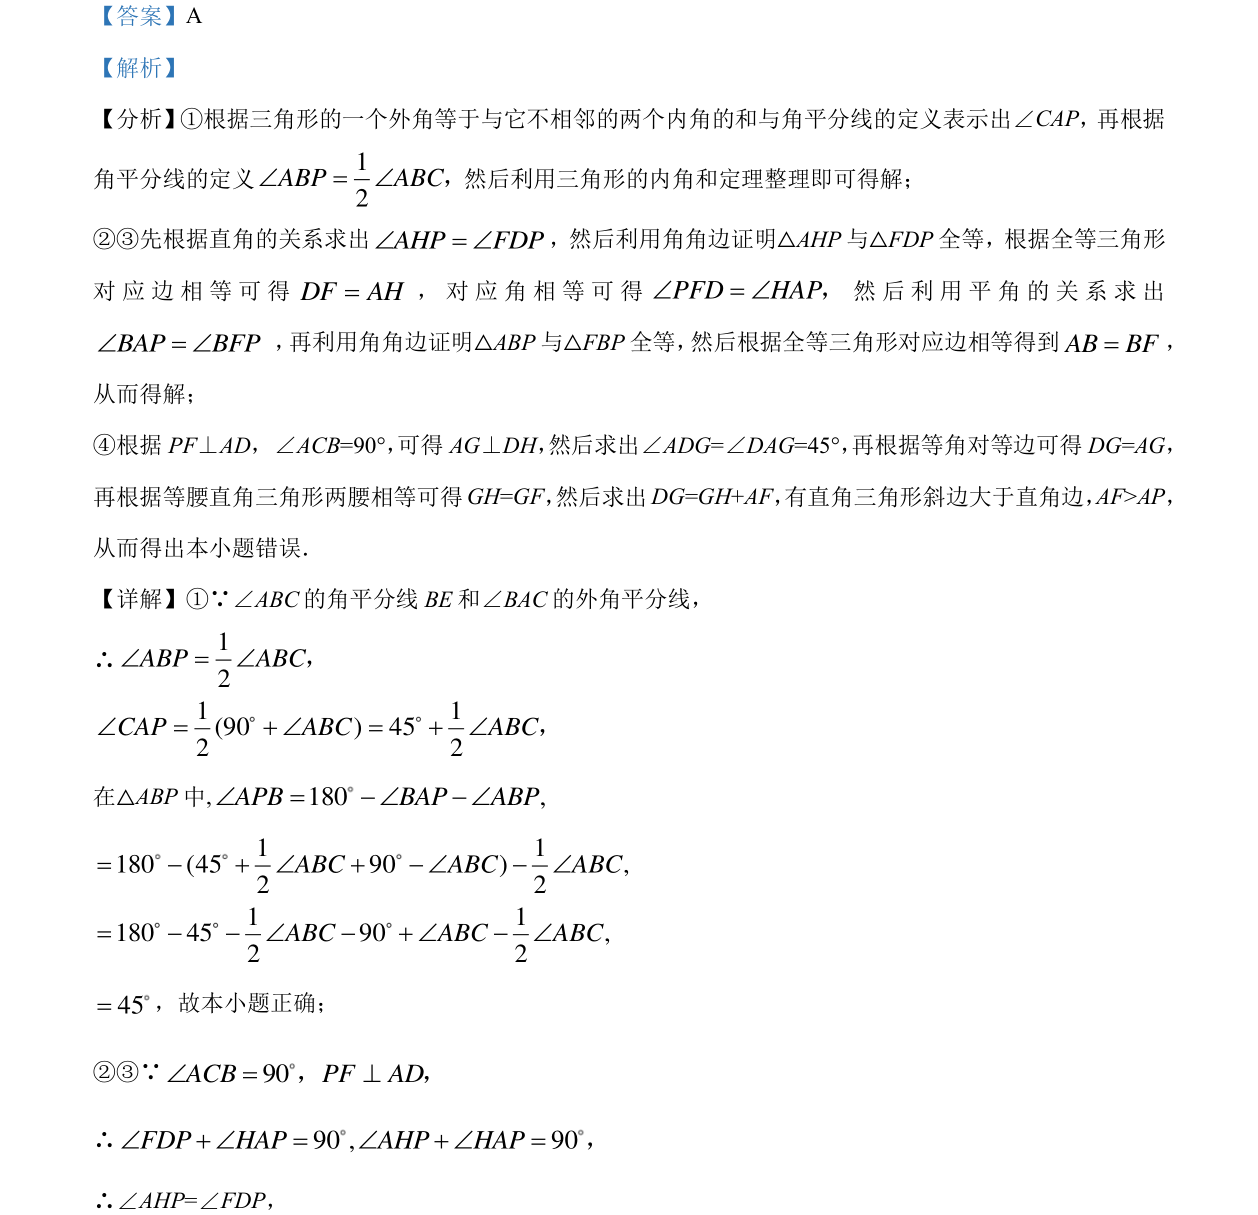 【答案】A
【解析】
【分析】①根据三角形的一个外角等于与它不相邻的两个内角的和与角平分线的定义表示出∠CAP，再根据
角平分线的定义∠ABP=1/2∠ABC，然后利用三角形的内角和定理整理即可得解；
②③先根据直角的关系求出∠AHP=∠FDP，然后利用角角边证明△AHP与△FDP全等，根据全等三角形
对应边相等可得DF=AH，对应角相等可得∠PFD=∠HAP，然后利用平角的关系求出
∠BAP=∠BFP，再利用角角边证明△ABP与△FBP全等，然后根据全等三角形对应边相等得到AB=BF，
从而得解；
④根据PF⊥AD，∠ACB=90°，可得AG⊥DH，然后求出∠ADG=∠DAG=45°，再根据等角对等边可得DG=AG，
再根据等腰直角三角形两腰相等可得GH=GF，然后求出DG=GH+AF，有直角三角形斜边大于直角边，AF>AP，
从而得出本小题错误．
【详解】①∵∠ABC的角平分线BE和∠BAC的外角平分线，
∴∠ABP=1/2∠ABC，
∠CAP=1/2(90°+∠ABC)=45°+1/2∠ABC，
在△ABP中,∠APB=180°−∠BAP−∠ABP,
=180°−(45°+1/2∠ABC+90°−∠ABC)−1/2∠ABC,
=180°−45°−1/2∠ABC−90°+∠ABC−1/2∠ABC,
=45°，故本小题正确；
②③∵∠ACB=90°，PF⊥AD，
∴∠FDP+∠HAP=90°,∠AHP+∠HAP=90°，
∴∠AHP=∠FDP，